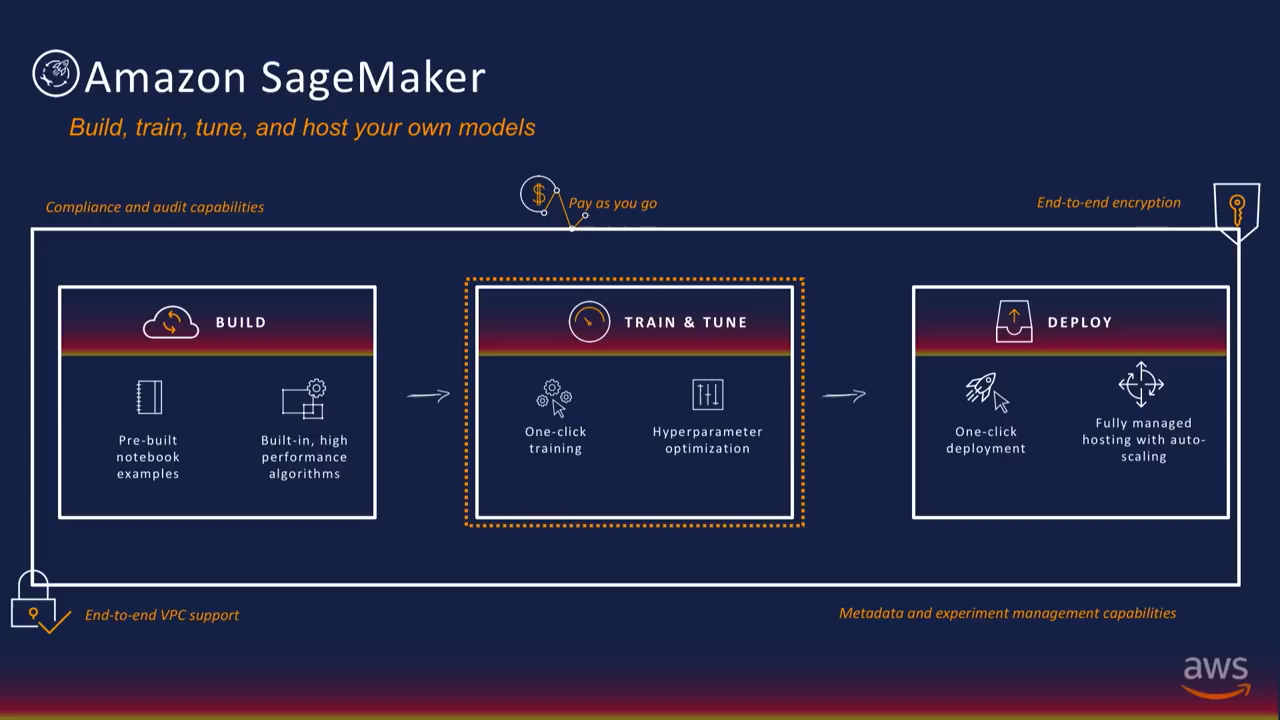 Amazon SageMaker
Build, train, tune, and host your own models
Compliance and audit capabilities
$
Pay as you go
End-to-end encryption
BUILD
Pre-built
notebook
examples
Built-in, high
performance
algorithms
TRAIN & TUNE
One-click
training
Hyperparameter
optimization
DEPLOY
One-click
deployment
Fully managed
hosting with auto-
scaling
End-to-end VPC support
Metadata and experiment management capabilities
aws